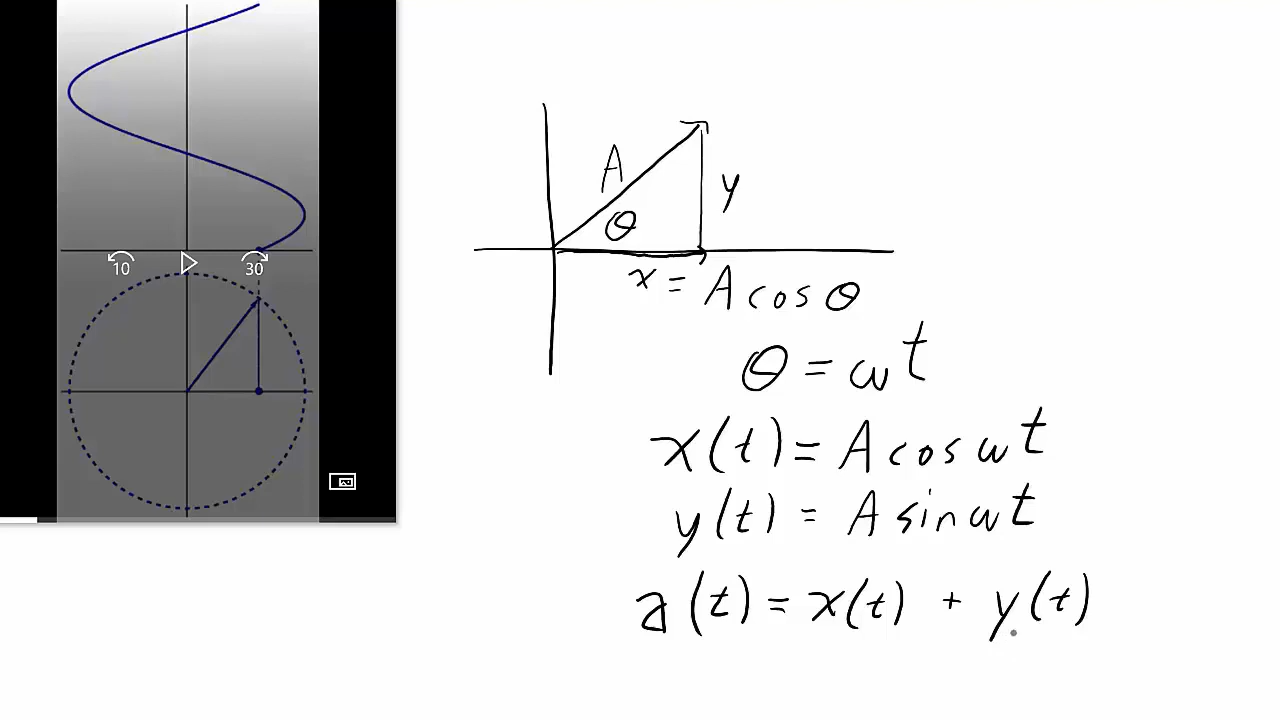 10
30
A
θ
y
x = A cos θ
θ = ωt
x(t) = A cos ωt
y(t) = A sin ωt
a(t) = x(t) + y(t)